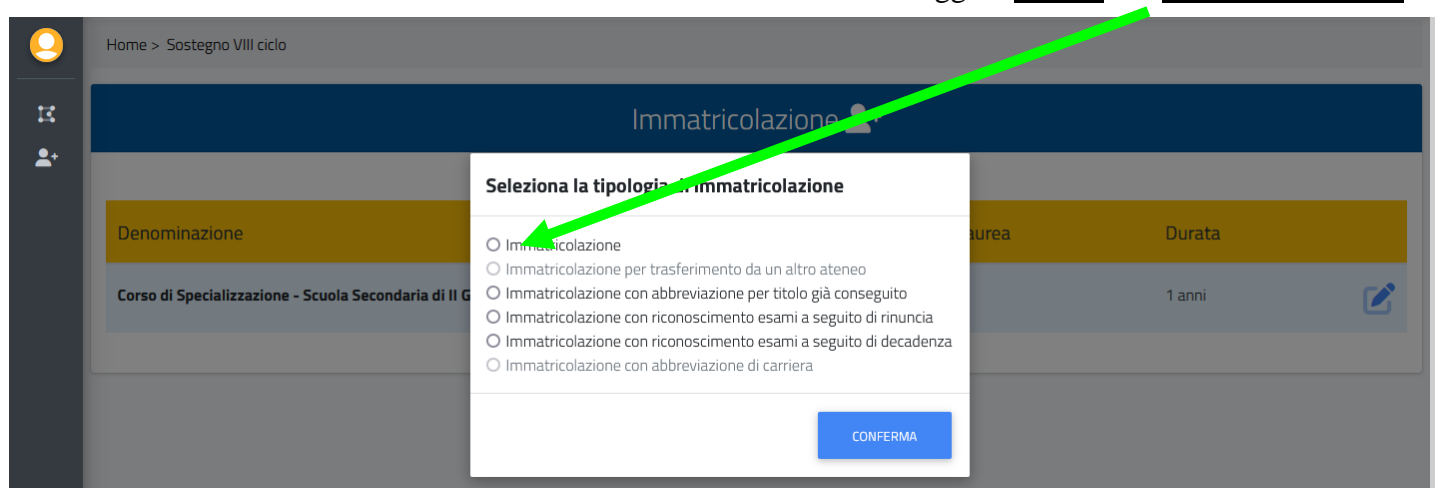 Home > Sostegno VIII ciclo
Immatricolazione
Seleziona la tipologia di immatricolazione
Denominazione
aurea
Durata
Immatricolazione
Immatricolazione per trasferimento da un altro ateneo
Corso di Specializzazione - Scuola Secondaria di II G
Immatricolazione con abbreviazione per titolo già conseguito
1 anni
Immatricolazione con riconoscimento esami a seguito di rinuncia
Immatricolazione con riconoscimento esami a seguito di decadenza
Immatricolazione con abbreviazione di carriera
CONFERMA